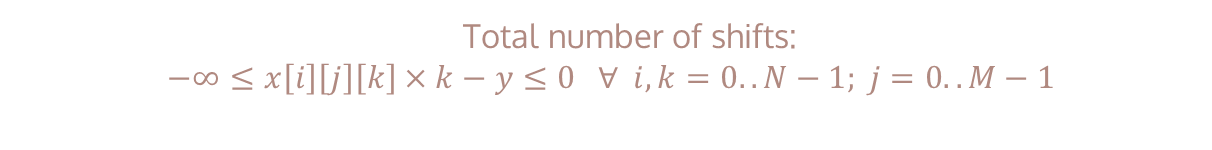 Total number of shifts:
−∞ ≤ x[i][j][k] × k − y ≤ 0 ∀ i, k = 0..N − 1; j = 0..M − 1